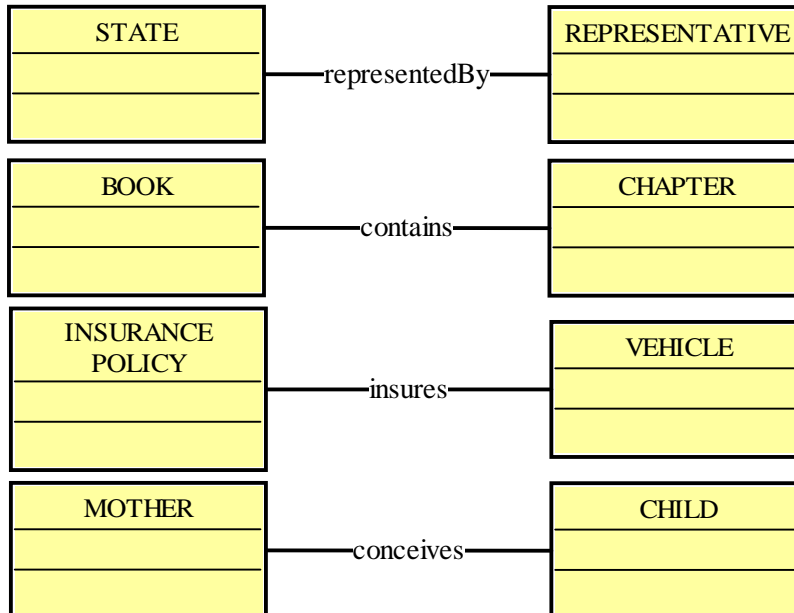 STATE
representedBy
REPRESENTATIVE
BOOK
contains
CHAPTER
INSURANCE
POLICY
insures
VEHICLE
MOTHER
conceives
CHILD